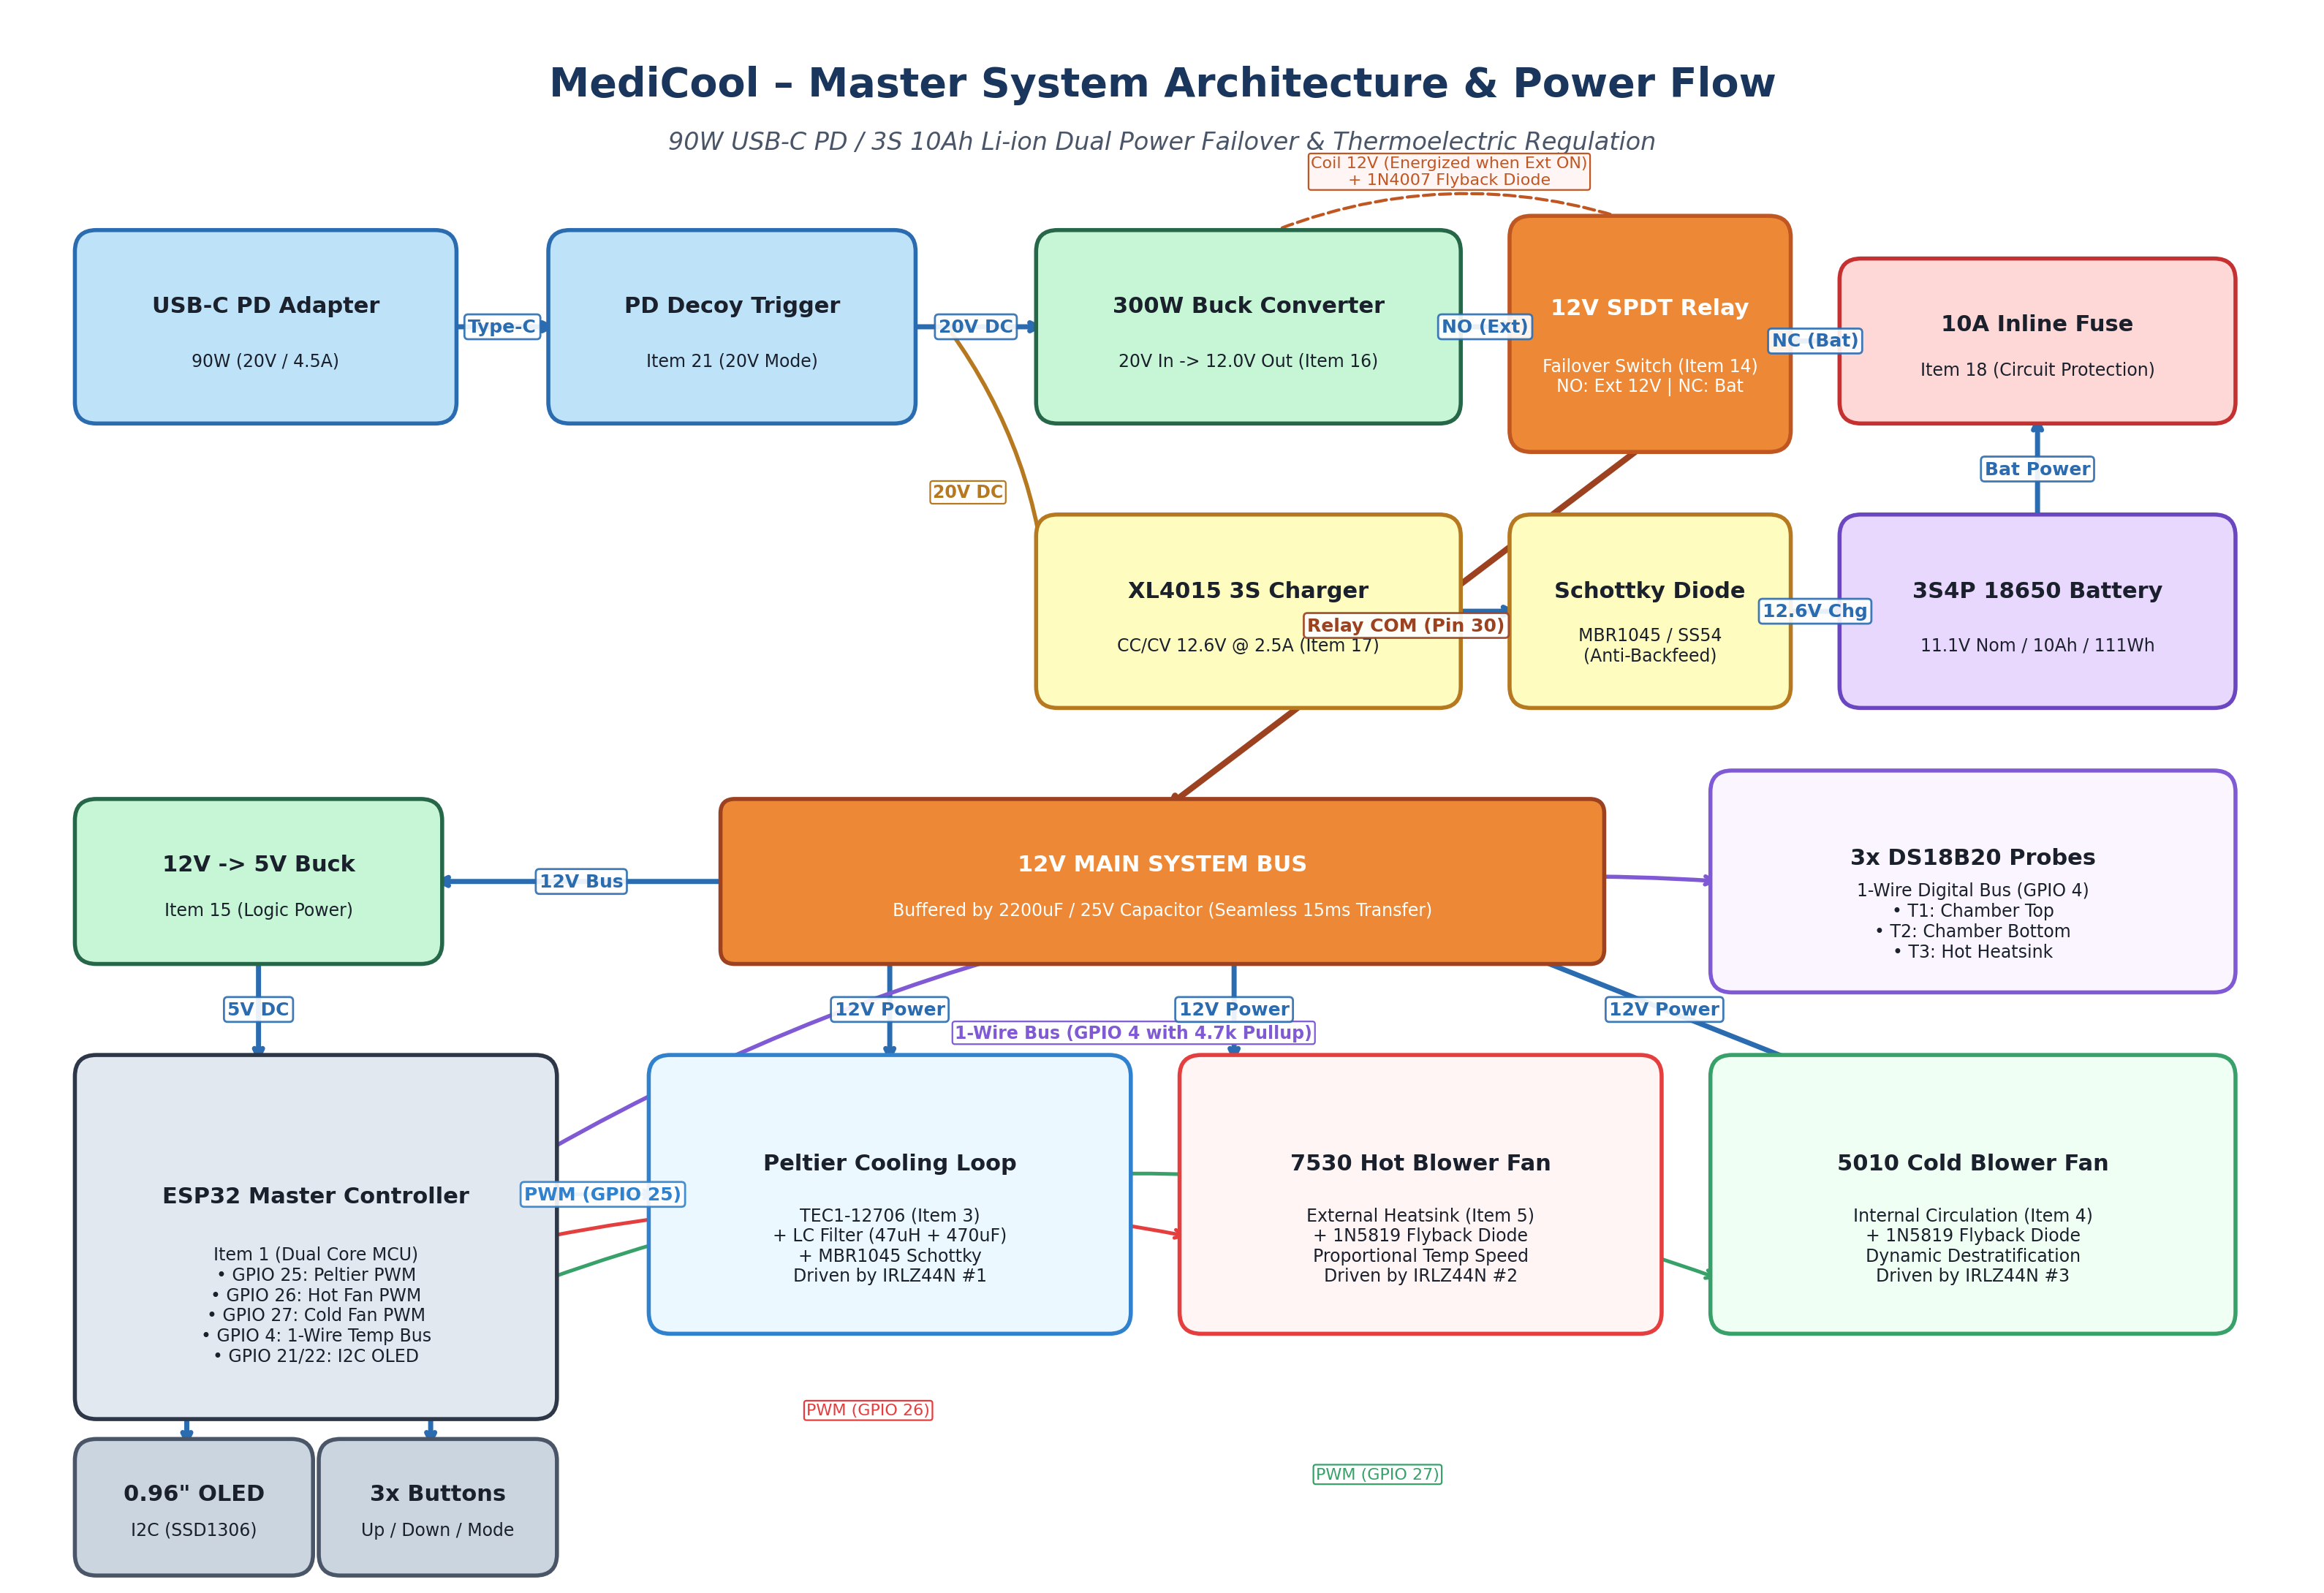 MediCool – Master System Architecture & Power Flow
90W USB-C PD / 3S 10Ah Li-ion Dual Power Failover & Thermoelectric Regulation
Coil 12V (Energized when Ext ON)
+ 1N4007 Flyback Diode
USB-C PD Adapter
90W (20V / 4.5A)
Type-C
PD Decoy Trigger
Item 21 (20V Mode)
20V DC
300W Buck Converter
20V In -> 12.0V Out (Item 16)
NO (Ext)
12V SPDT Relay
Failover Switch (Item 14)
NO: Ext 12V | NC: Bat
NC (Bat)
10A Inline Fuse
Item 18 (Circuit Protection)
Bat Power
20V DC
XL4015 3S Charger
CC/CV 12.6V @ 2.5A (Item 17)
Relay COM (Pin 30)
Schottky Diode
MBR1045 / SS54
(Anti-Backfeed)
12.6V Chg
3S4P 18650 Battery
11.1V Nom / 10Ah / 111Wh
12V -> 5V Buck
Item 15 (Logic Power)
12V Bus
12V MAIN SYSTEM BUS
Buffered by 2200uF / 25V Capacitor (Seamless 15ms Transfer)
3x DS18B20 Probes
1-Wire Digital Bus (GPIO 4)
• T1: Chamber Top
• T2: Chamber Bottom
• T3: Hot Heatsink
5V DC
12V Power
12V Power
12V Power
1-Wire Bus (GPIO 4 with 4.7k Pullup)
ESP32 Master Controller
Item 1 (Dual Core MCU)
• GPIO 25: Peltier PWM
• GPIO 26: Hot Fan PWM
• GPIO 27: Cold Fan PWM
• GPIO 4: 1-Wire Temp Bus
• GPIO 21/22: I2C OLED
PWM (GPIO 25)
Peltier Cooling Loop
TEC1-12706 (Item 3)
+ LC Filter (47uH + 470uF)
+ MBR1045 Schottky
Driven by IRLZ44N #1
7530 Hot Blower Fan
External Heatsink (Item 5)
+ 1N5819 Flyback Diode
Proportional Temp Speed
Driven by IRLZ44N #2
5010 Cold Blower Fan
Internal Circulation (Item 4)
+ 1N5819 Flyback Diode
Dynamic Destratification
Driven by IRLZ44N #3
PWM (GPIO 26)
PWM (GPIO 27)
0.96" OLED
I2C (SSD1306)
3x Buttons
Up / Down / Mode